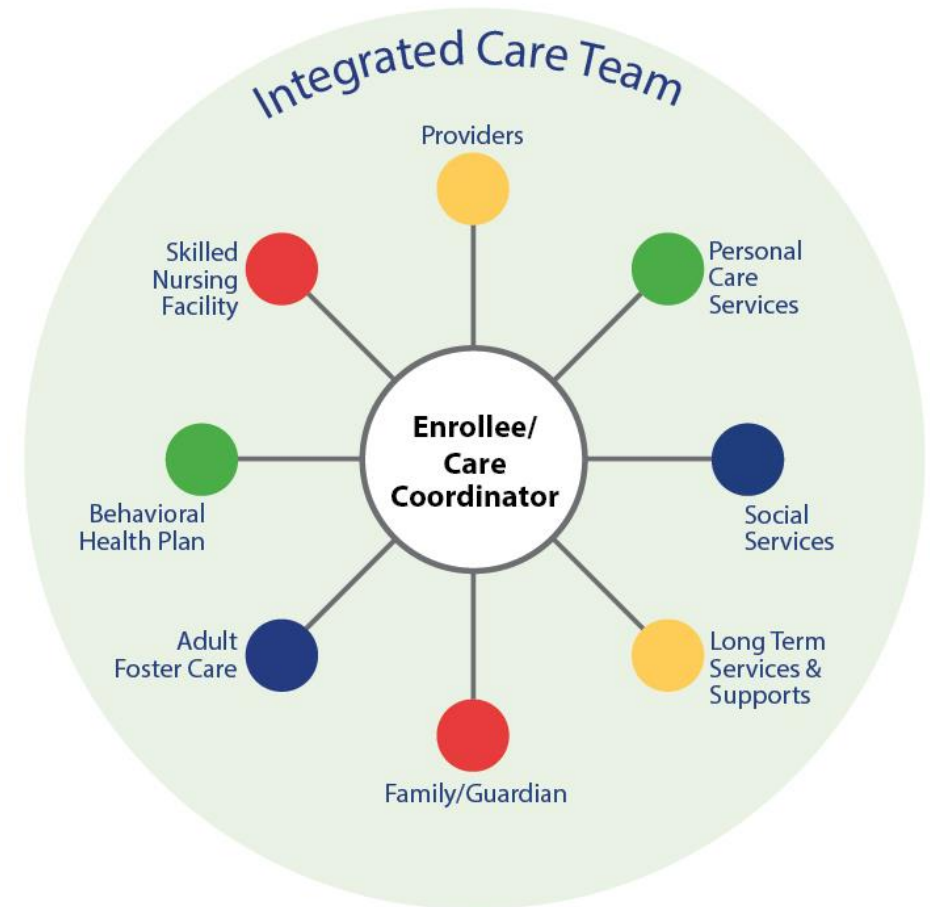 Integrated Care Team
Providers
Skilled
Nursing
Facility
Personal
Care
Services
Enrollee/
Care
Coordinator
Behavioral
Health Plan
Social
Services
Adult
Foster Care
Long Term
Services &
Supports
Family/Guardian